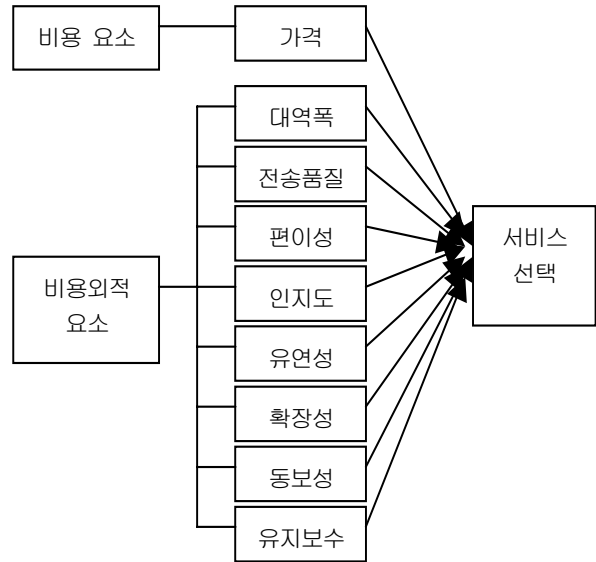 비용 요소
가격
대역폭
전송품질
편이성
인지도
유연성
확장성
동보성
유지보수
비용외적
요소
서비스
선택